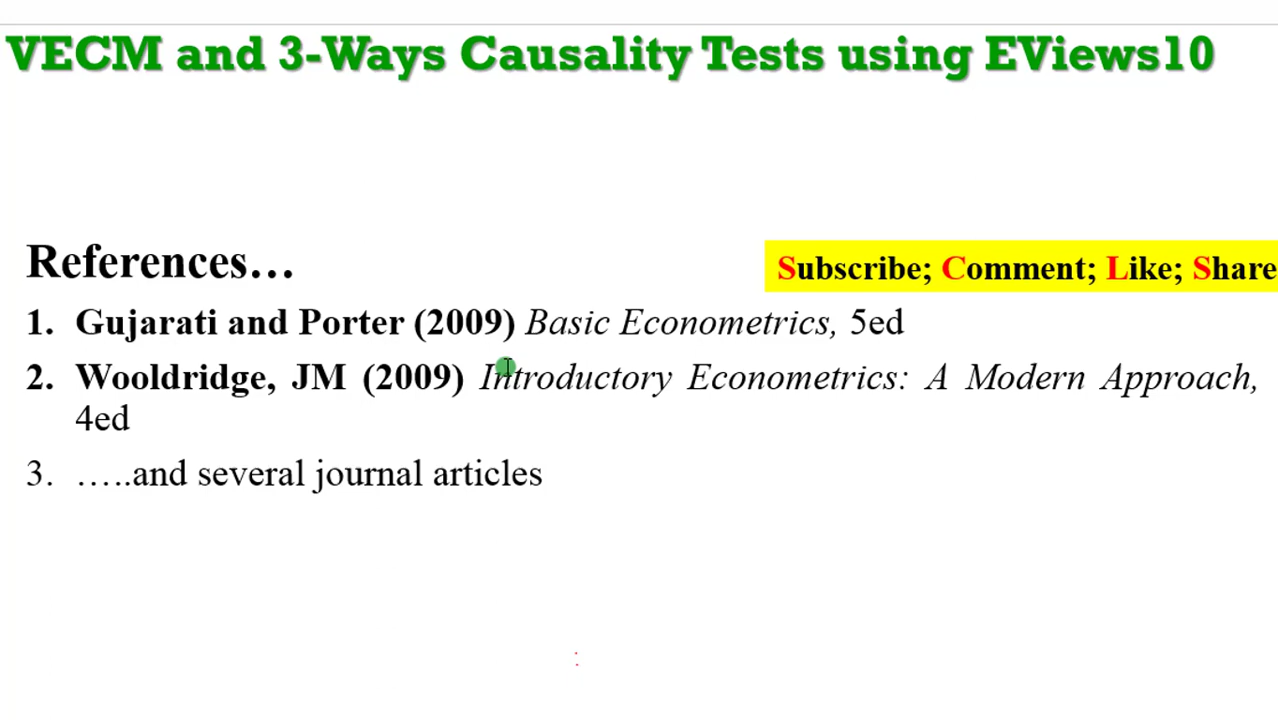 VECM and 3-Ways Causality Tests using EViews10
References…
Subscribe; Comment; Like; Share
1. Gujarati and Porter (2009) Basic Econometrics, 5ed
2. Wooldridge, JM (2009) Introductory Econometrics: A Modern Approach,
4ed
3. …..and several journal articles